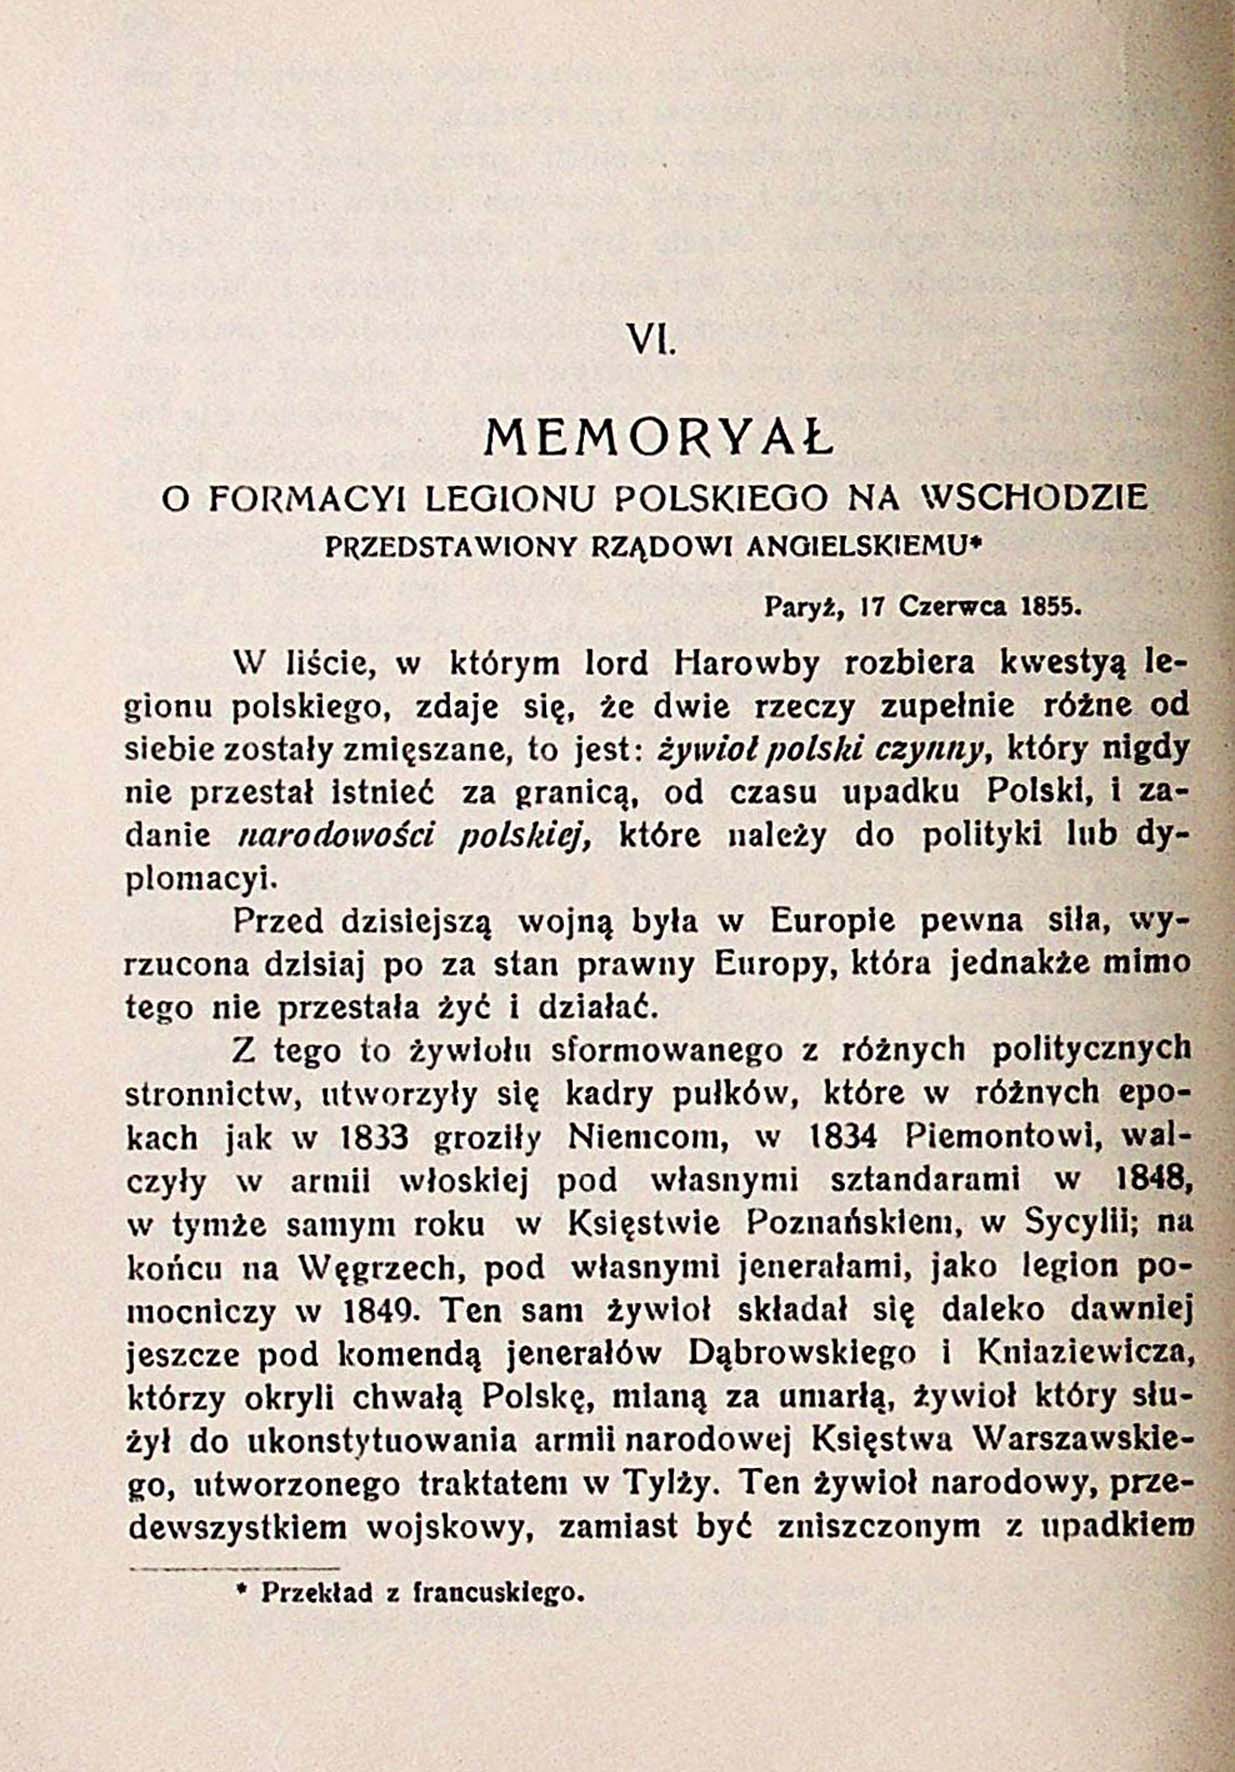 VI.
MEMORYAŁ
O FORMACYI LEGIONU POLSKIEGO NA WSCHODZIE
PRZEDSTAWIONY RZĄDOWI ANGIELSKIEMU*
Paryż, 17 Czerwca 1855.
W liście, w którym lord Harowby rozbiera kwestyą le-
gionu polskiego, zdaje się, że dwie rzeczy zupełnie różne od
siebie zostały zmięszane, to jest: żywioł polski czynny, który nigdy
nie przestał istnieć za granicą, od czasu upadku Polski, i za-
danie narodowości polskiej, które należy do polityki lub dy-
plomacyi.
Przed dzisiejszą wojną była w Europie pewna siła, wy-
rzucona dzisiaj po za stan prawny Europy, która jednakże mimo
tego nie przestała żyć i działać.
Z tego to żywiołu sformowanego z różnych politycznych
stronnictw, utworzyły się kadry pułków, które w różnych epo-
kach jak w 1833 groziły Niemcom, w 1834 Piemontowi, wal-
czyły w armii włoskiej pod własnymi sztandarami w 1848,
w tymże samym roku w Księstwie Poznańskiem, w Sycylii; na
końcu na Węgrzech, pod własnymi jenerałami, jako legion po-
mocniczy w 1849. Ten sam żywioł składał się daleko dawniej
jeszcze pod komendą jenerałów Dąbrowskiego i Kniaziewicza,
którzy okryli chwałą Polskę, mianą za umarłą, żywioł który słu-
żył do ukonstytuowania armii narodowej Księstwa Warszawskie-
go, utworzonego traktatem w Tylży. Ten żywioł narodowy, prze-
dewszystkiem wojskowy, zamiast być zniszczonym z upadkiem
* Przekład z francuskiego.